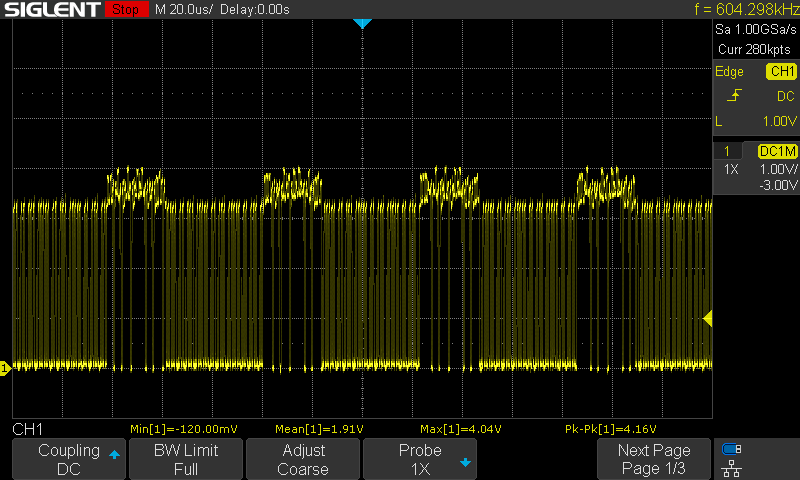 SIGLENT Stop M 20.0us/ Delay:0.00s f = 604.298kHz
Sa 1.00GSa/s
Curr 280kpts
Edge CH1
DC
L 1.00V
1 DC1M
1X 1.00V/
-3.00V
1
CH1 Min[1]=-120.00mV Mean[1]=1.91V Max[1]=4.04V Pk-Pk[1]=4.16V
Coupling BW Limit Adjust Probe Next Page
DC Full Coarse 1X Page 1/3